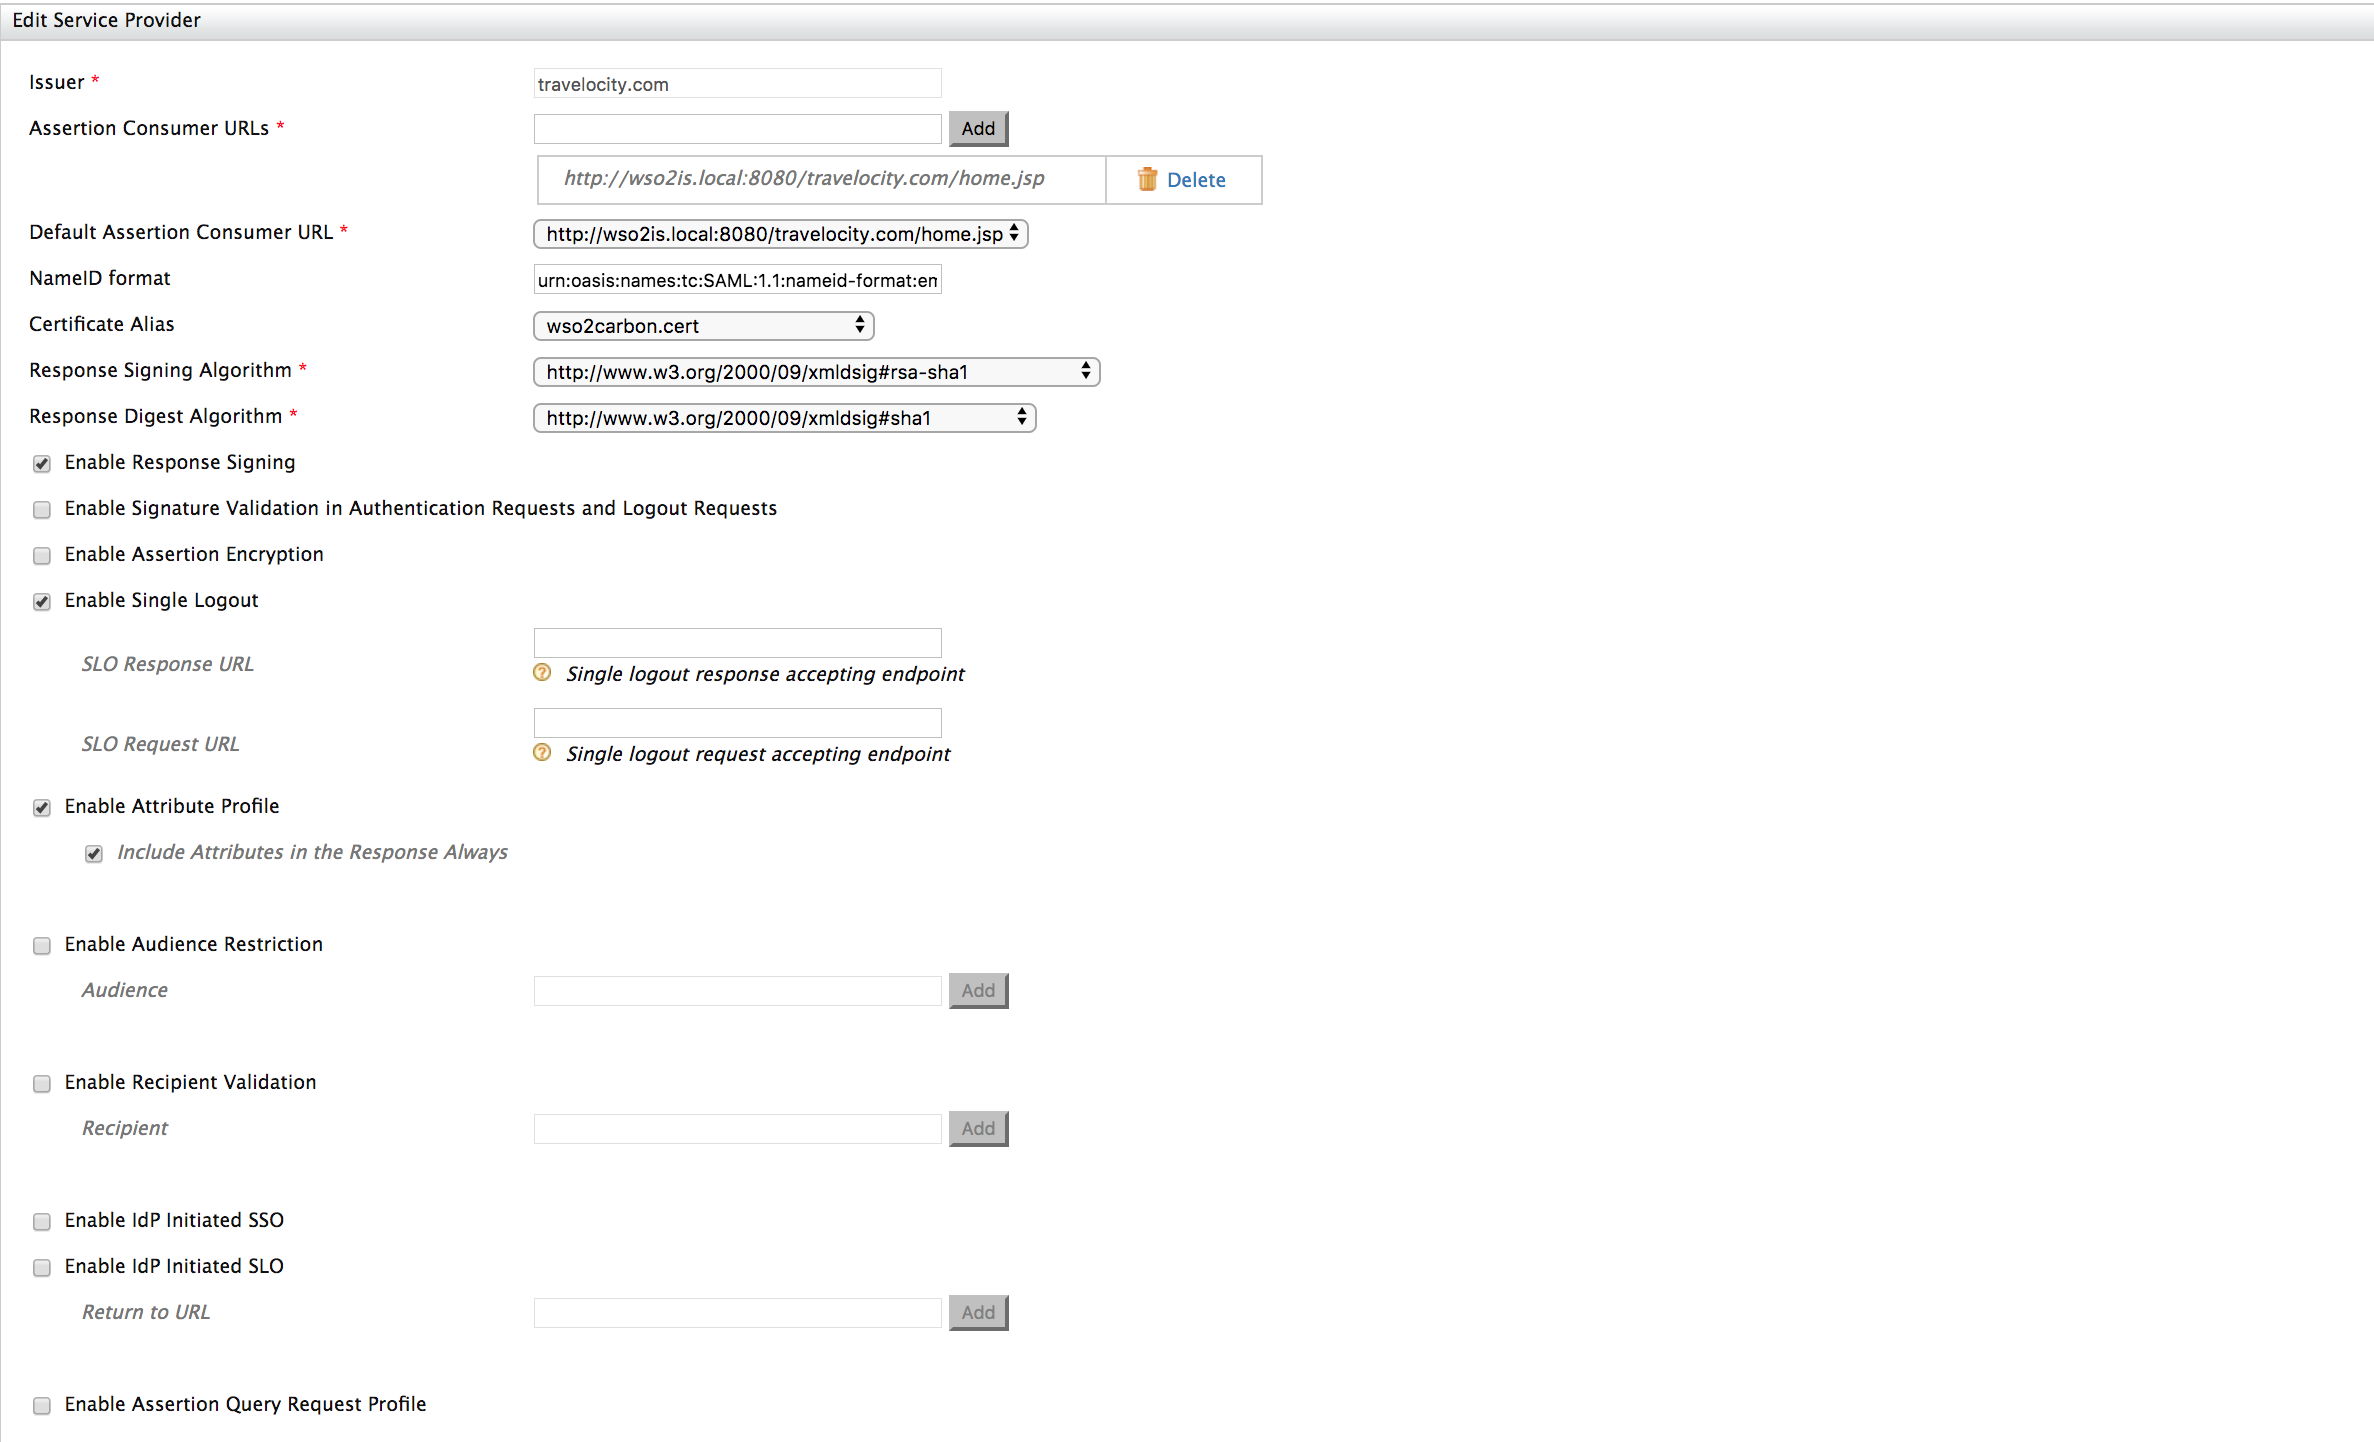 Edit Service Provider
Issuer *
travelocity.com
Assertion Consumer URLs *
Add
http://wso2is.local:8080/travelocity.com/home.jsp
Delete
Default Assertion Consumer URL *
http://wso2is.local:8080/travelocity.com/home.jsp
NameID format
urn:oasis:names:tc:SAML:1.1:nameid-format:em
Certificate Alias
wso2carbon.cert
Response Signing Algorithm *
http://www.w3.org/2000/09/xmldsig#rsa-sha1
Response Digest Algorithm *
http://www.w3.org/2000/09/xmldsig#sha1
Enable Response Signing
Enable Signature Validation in Authentication Requests and Logout Requests
Enable Assertion Encryption
Enable Single Logout
SLO Response URL
Single logout response accepting endpoint
SLO Request URL
Single logout request accepting endpoint
Enable Attribute Profile
Include Attributes in the Response Always
Enable Audience Restriction
Audience
Add
Enable Recipient Validation
Recipient
Add
Enable IdP Initiated SSO
Enable IdP Initiated SLO
Return to URL
Add
Enable Assertion Query Request Profile